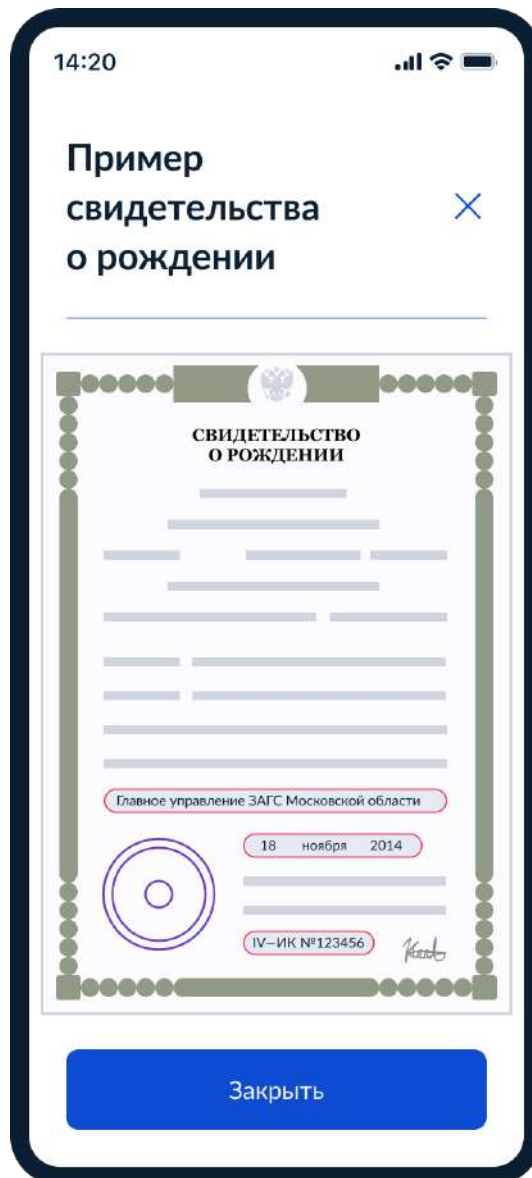 14:20
Пример
свидетельства
о рождении
СВИДЕТЕЛЬСТВО
О РОЖДЕНИИ
Главное управление ЗАГС Московской области
18 ноября 2014
IV–ИК №123456
Закрыть